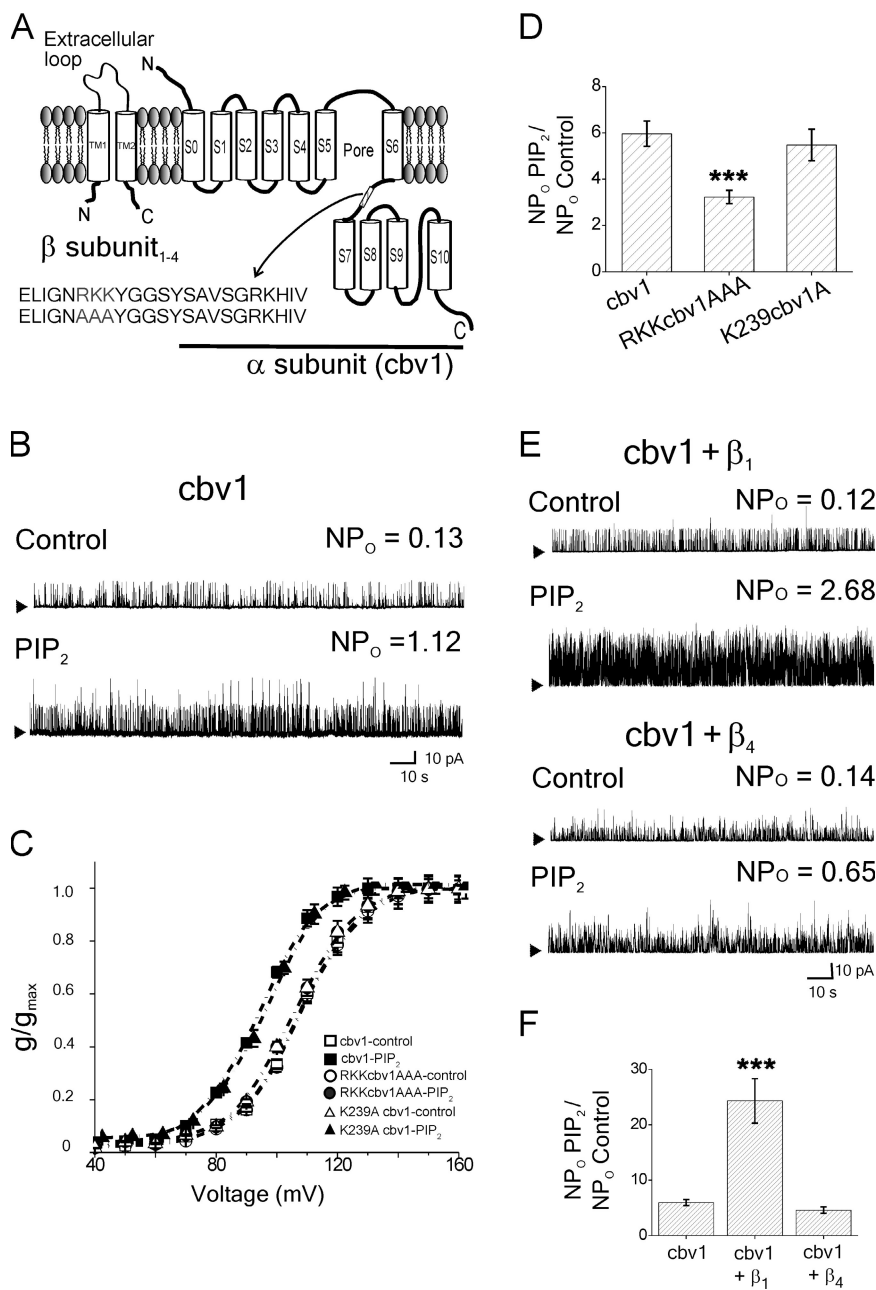 A
Extracellular
loop
N
TM1 TM2 S0 S1 S2 S3 S4 S5 Pore S6
N C
β subunit1-4
S7 S8 S9 S10
ELIGNRKKYGGSYSAVSGRKHIV
ELIGNAAAYGGSYSAVSGRKHIV
C
α subunit (cbv1)
B
cbv1
Control NPO = 0.13
PIP2 NPO =1.12
10 pA
10 s
C
g/gmax
1.0
0.8
0.6
0.4
0.2
0
40 80 120 160
Voltage (mV)
cbv1-control
cbv1-PIP2
RKKcbv1AAA-control
RKKcbv1AAA-PIP2
K239A cbv1-control
K239A cbv1-PIP2
D
NPO PIP2/
NPO Control
8
6
4
2
0
***
cbv1
RKKcbv1AAA
K239cbv1A
E
cbv1 + β1
Control NPO = 0.12
PIP2 NPO = 2.68
cbv1 + β4
Control NPO = 0.14
PIP2 NPO = 0.65
10 pA
10 s
F
NPO PIP2/
NPO Control
30
20
10
0
***
cbv1 cbv1 cbv1
+ β1 + β4